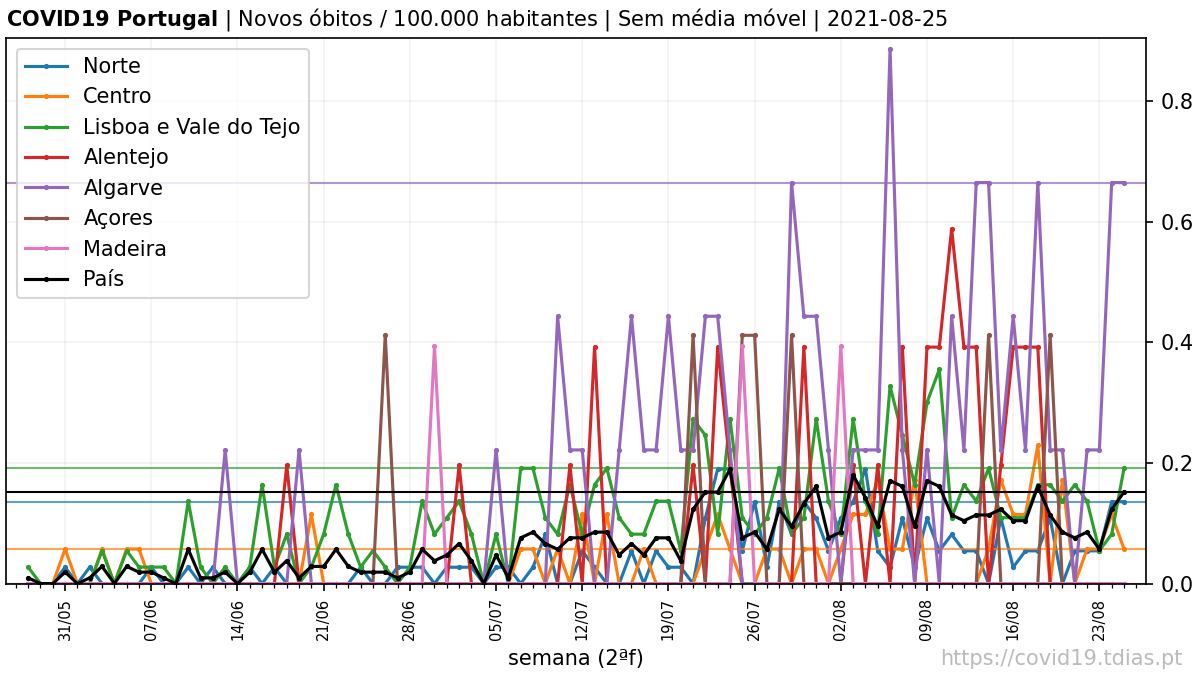 COVID19 Portugal | Novos óbitos / 100.000 habitantes | Sem média móvel | 2021-08-25
Norte
Centro
Lisboa e Vale do Tejo
Alentejo
Algarve
Açores
Madeira
País
0.8
0.6
0.4
0.2
0.0
31/05
07/06
14/06
21/06
28/06
05/07
12/07
19/07
26/07
02/08
09/08
16/08
23/08
semana (2ªf)
https://covid19.tdias.pt